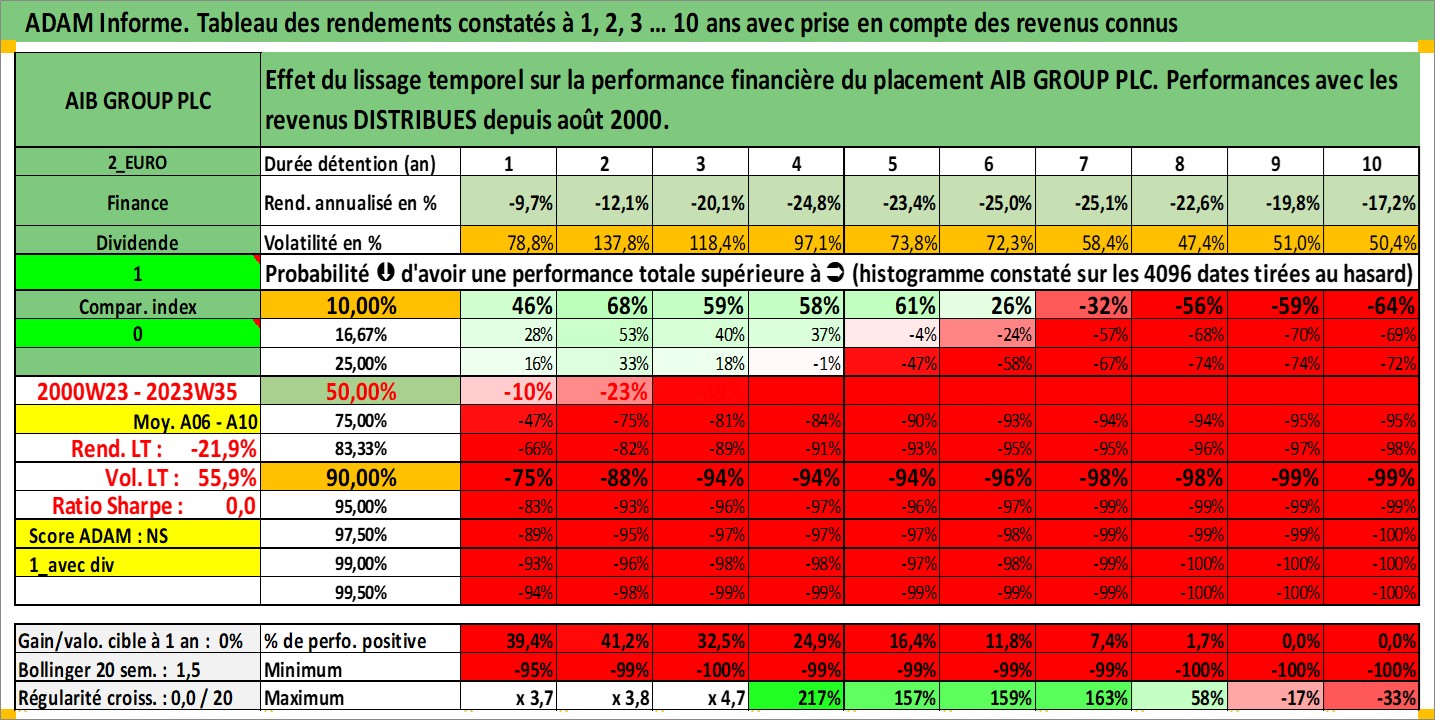 ADAM Informe. Tableau des rendements constatés à 1, 2, 3 ... 10 ans avec prise en compte des revenus connus
AIB GROUP PLC
Effet du lissage temporel sur la performance financière du placement AIB GROUP PLC. Performances avec les
revenus DISTRIBUES depuis août 2000.
2_EURO Durée détention (an) 1 2 3 4 5 6 7 8 9 10
Finance Rend. annualisé en % -9,7% -12,1% -20,1% -24,8% -23,4% -25,0% -25,1% -22,6% -19,8% -17,2%
Dividende Volatilité en % 78,8% 137,8% 118,4% 97,1% 73,8% 72,3% 58,4% 47,4% 51,0% 50,4%
1 Probabilité d'avoir une performance totale supérieure à (histogramme constaté sur les 4096 dates tirées au hasard)
Compar. index 10,00% 46% 68% 59% 58% 61% 26% -32% -56% -59% -64%
0 16,67% 28% 53% 40% 37% -4% -24% -57% -68% -70% -69%
25,00% 16% 33% 18% -1% -47% -58% -67% -74% -74% -72%
2000W23 - 2023W35 50,00% -10% -23%
Moy. A06 - A10 75,00% -47% -75% -81% -84% -90% -93% -94% -94% -95% -95%
Rend. LT : -21,9% 83,33% -66% -82% -89% -91% -93% -95% -95% -96% -97% -98%
Vol. LT : 55,9% 90,00% -75% -88% -94% -94% -94% -96% -98% -98% -99% -99%
Ratio Sharpe : 0,0 95,00% -83% -93% -96% -97% -96% -97% -99% -99% -99% -99%
Score ADAM : NS 97,50% -89% -95% -97% -97% -97% -98% -99% -99% -99% -100%
1_avec div 99,00% -93% -96% -98% -98% -97% -98% -99% -100% -100% -100%
99,50% -94% -98% -99% -99% -99% -99% -99% -100% -100% -100%
Gain/valo. cible à 1 an : 0% % de perfo. positive 39,4% 41,2% 32,5% 24,9% 16,4% 11,8% 7,4% 1,7% 0,0% 0,0%
Bollinger 20 sem. : 1,5 Minimum -95% -99% -100% -99% -99% -99% -99% -100% -100% -100%
Régularité croiss. : 0,0 / 20 Maximum x 3,7 x 3,8 x 4,7 217% 157% 159% 163% 58% -17% -33%